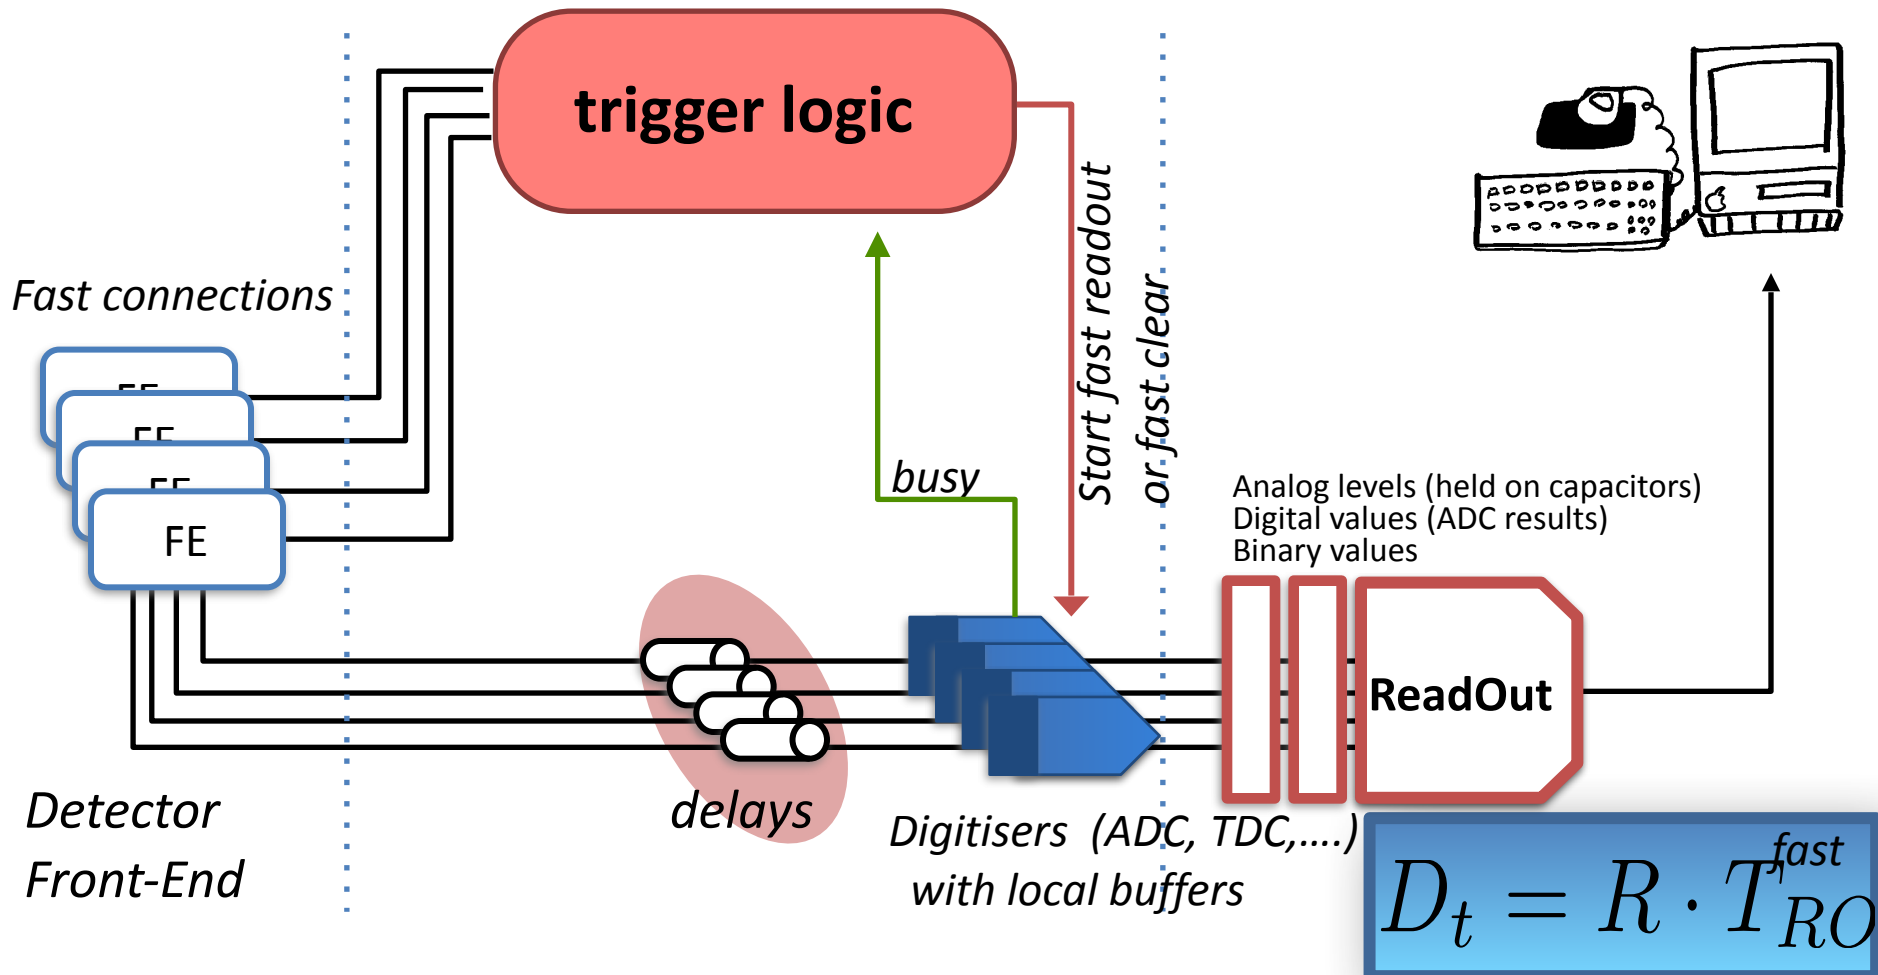 trigger logic
Fast connections
FE
FE
FE
FE
Start fast readout
or fast clear
busy
Analog levels (held on capacitors)
Digital values (ADC results)
Binary values
ReadOut
Detector
Front-End
delays
Digitisers (ADC, TDC,....)
with local buffers
D_t = R · T_{RO}^{fast}